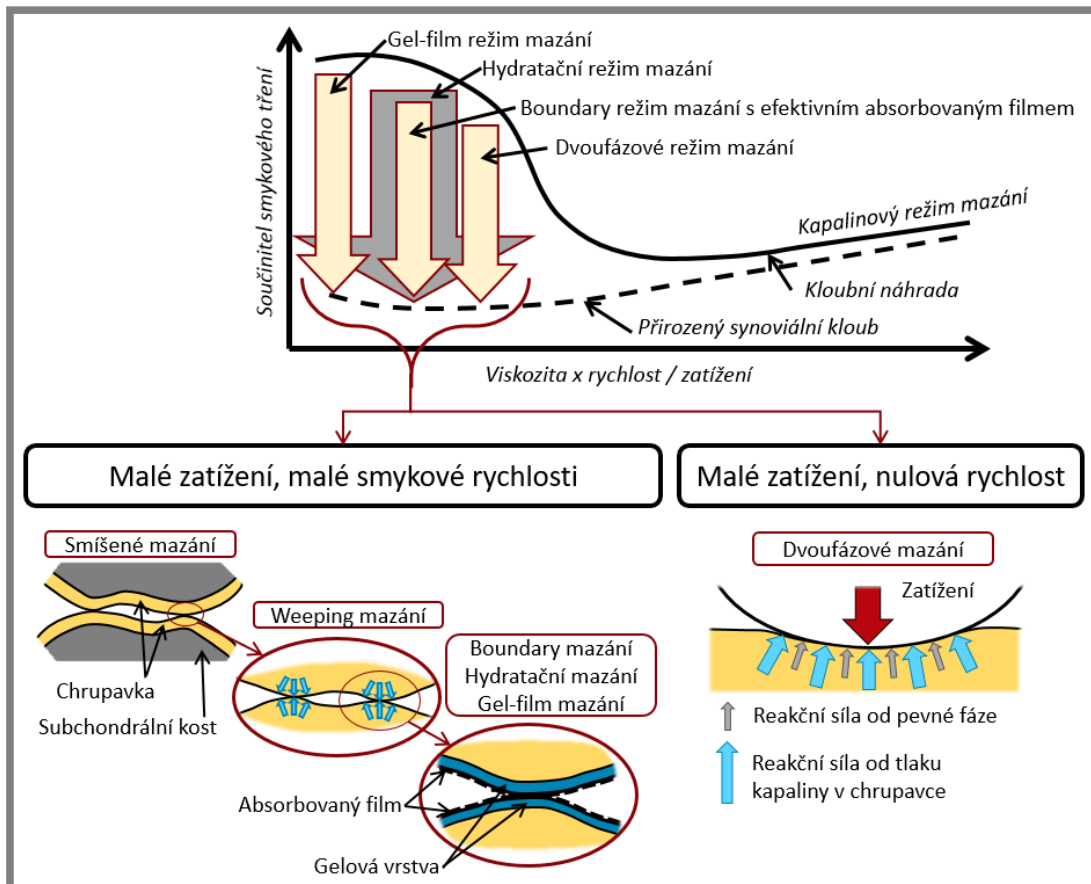 Gel-film režim mazání
Hydratační režim mazání
Boundary režim mazání s efektivním absorbovaným filmem
Dvoufázové režim mazání
Součinitel smykového tření
Kapalinový režim mazání
Kloubní náhrada
Přirozený synoviální kloub
Viskozita x rychlost / zatížení
Malé zatížení, malé smykové rychlosti
Malé zatížení, nulová rychlost
Smíšené mazání
Chrupavka
Subchondrální kost
Weeping mazání
Boundary mazání
Hydratační mazání
Gel-film mazání
Absorbovaný film
Gelová vrstva
Dvoufázové mazání
Zatížení
Reakční síla od pevné fáze
Reakční síla od tlaku
kapaliny v chrupavce